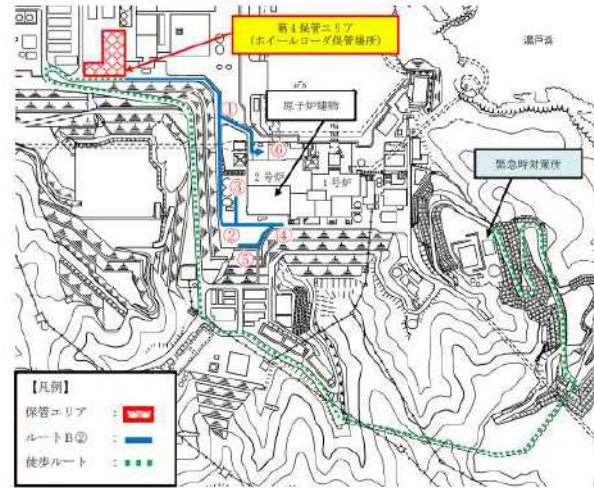 第4保管エリア
(ホイールローダ保管場所)
湯戸浜
①
原子炉建物
⑥
緊急時対策所
2号炉
1号炉
③
②
④
⑤
【凡例】
保管エリア :
ルートB② :
徒歩ルート :